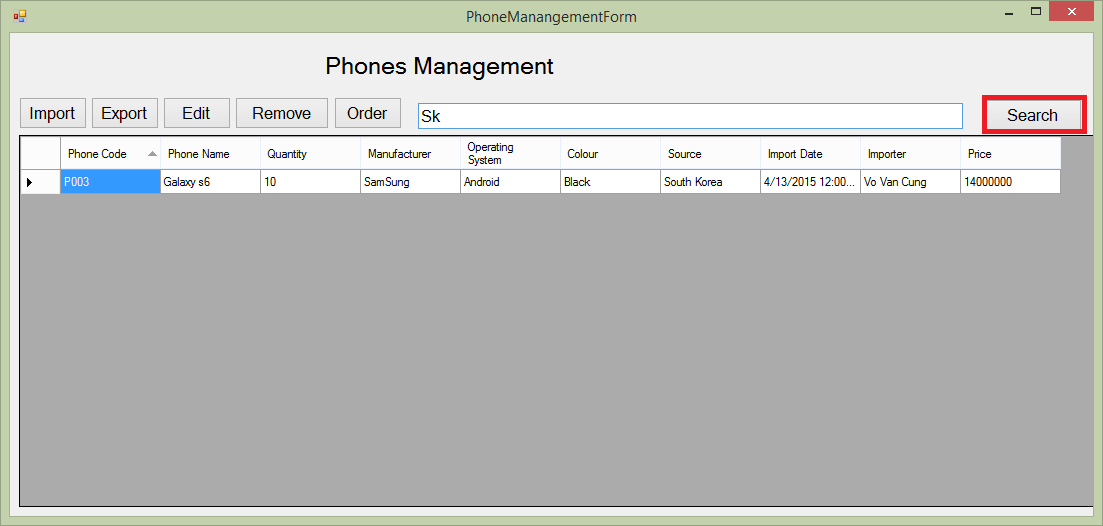 PhoneManangementForm
Phones Management
Import Export Edit Remove Order Sk Search
Phone Code Phone Name Quantity Manufacturer Operating System Colour Source Import Date Importer Price
P003 Galaxy s6 10 SamSung Android Black South Korea 4/13/2015 12:00... Vo Van Cung 14000000